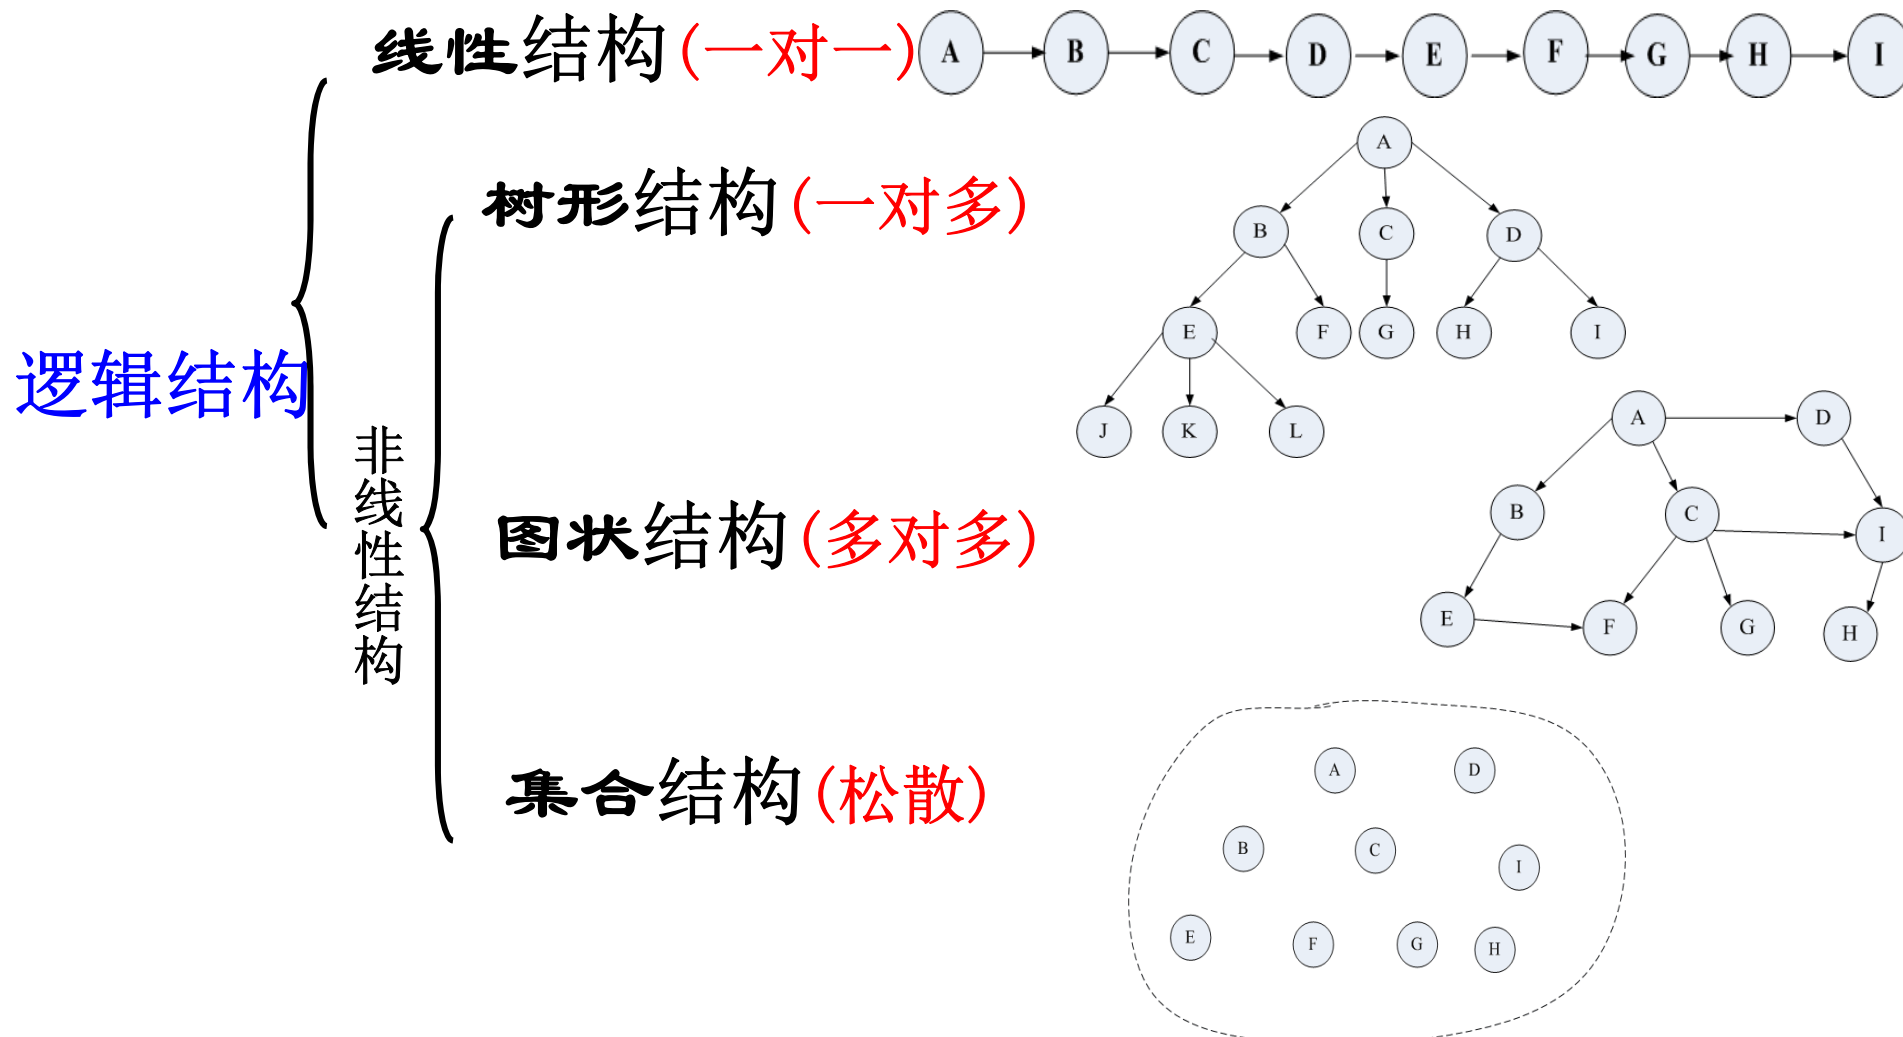 线性结构(一对一)
A B C D E F G H I
树形结构(一对多)
A
B C D
E F G H I
J K L
逻辑结构
非线性结构
图状结构(多对多)
A D
B C I
E F G H
集合结构(松散)
A D
B C I
E F G H